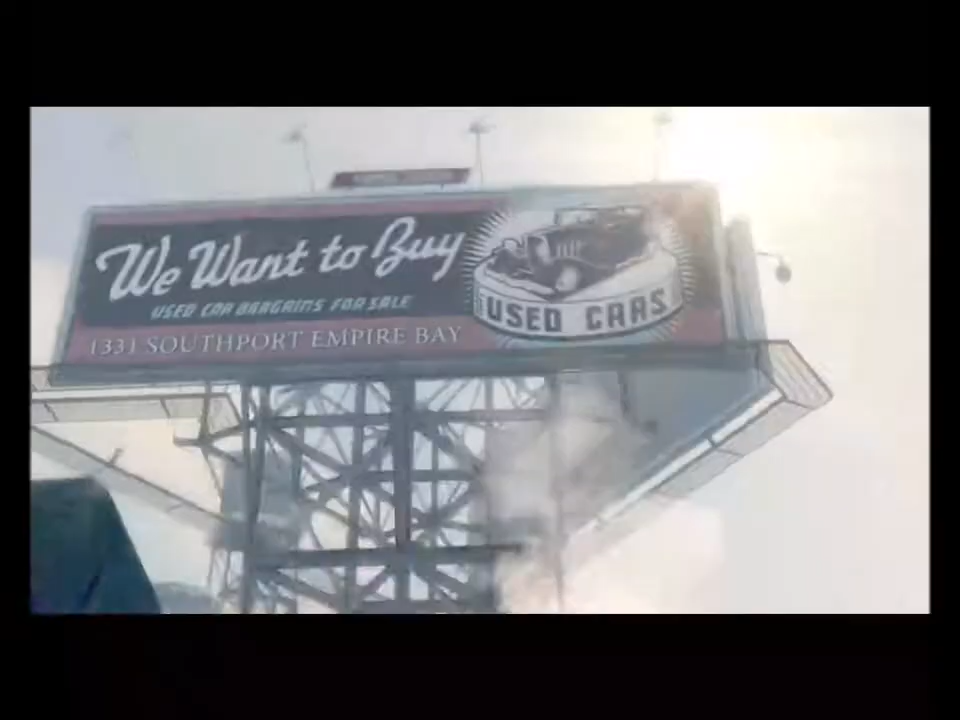 We Want to Buy
USED CAR BARGAINS FOR SALE
1331 SOUTHPORT EMPIRE BAY
USED CARS